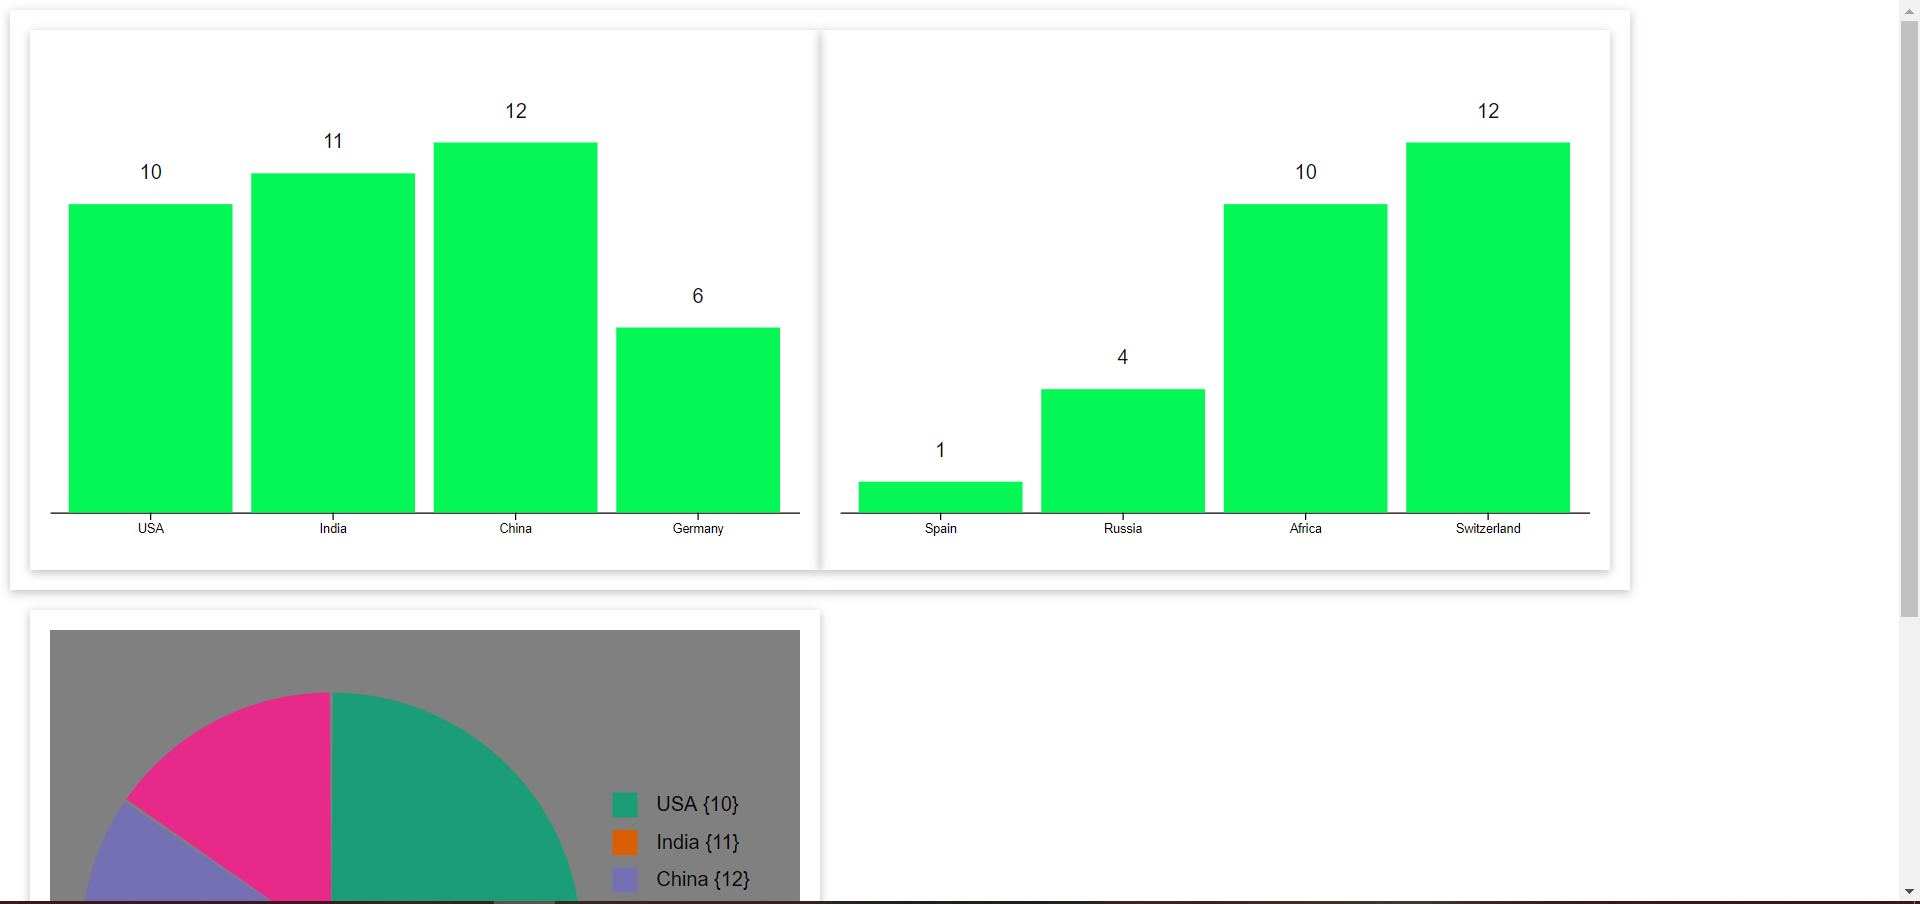 10
11
12
6
USA
India
China
Germany
1
4
10
12
Spain
Russia
Africa
Switzerland
USA {10}
India {11}
China {12}